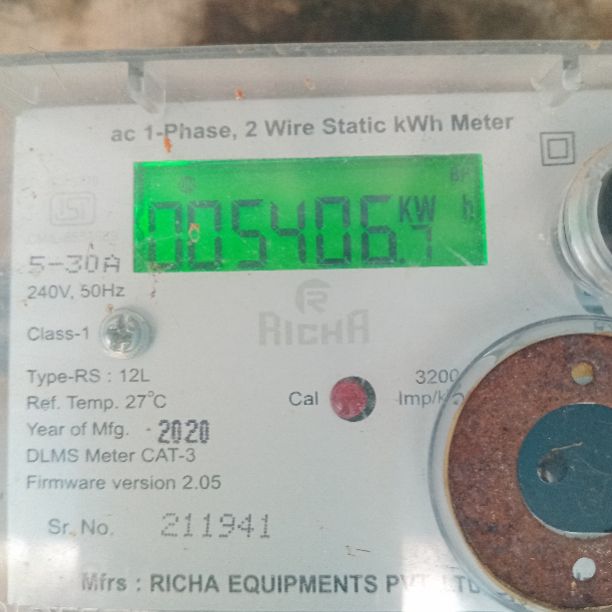 ac 1-Phase, 2 Wire Static kWh Meter
005406.7 KW h
5-30A
240V, 50Hz
RICHA
Class-1
Type-RS : 12L
Ref. Temp. 27°C
Cal
3200
Year of Mfg. - 2020
DLMS Meter CAT-3
Firmware version 2.05
Sr. No. 211941
Mfrs : RICHA EQUIPMENTS PVT LTD